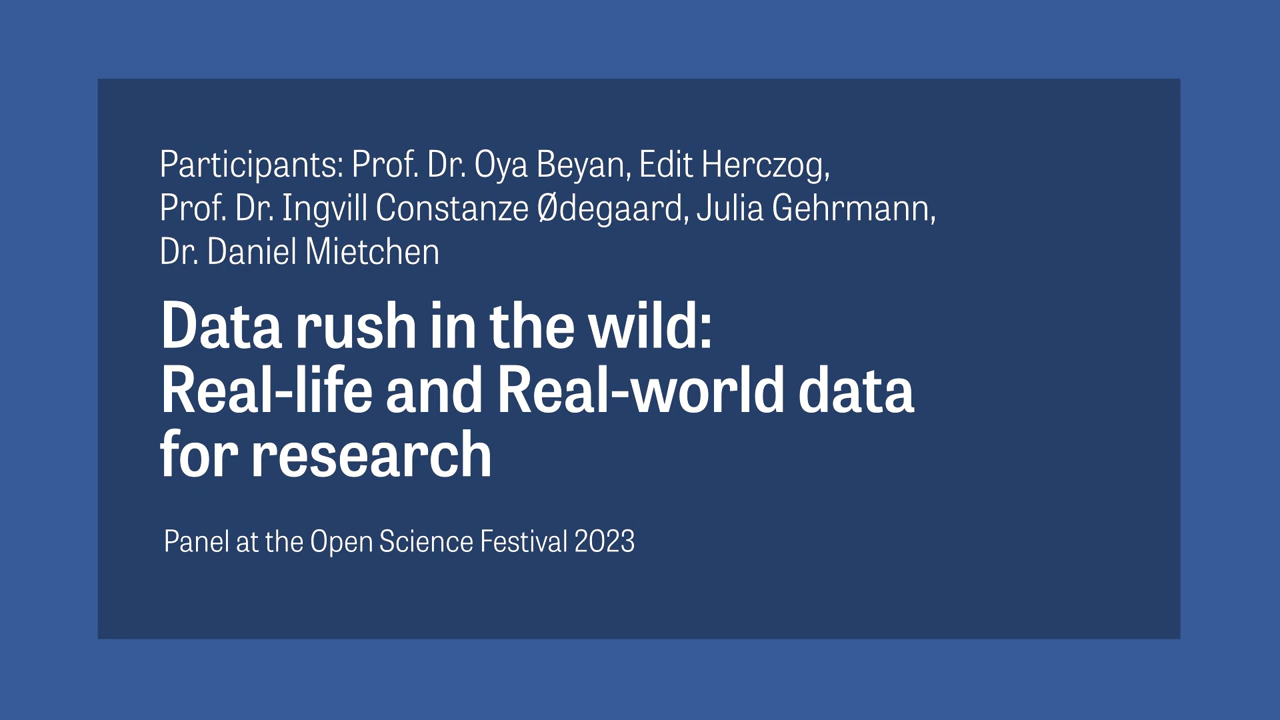 Participants: Prof. Dr. Oya Beyan, Edit Herczog,
Prof. Dr. Ingvill Constanze Ødegaard, Julia Gehrmann,
Dr. Daniel Mietchen
Data rush in the wild:
Real-life and Real-world data
for research
Panel at the Open Science Festival 2023